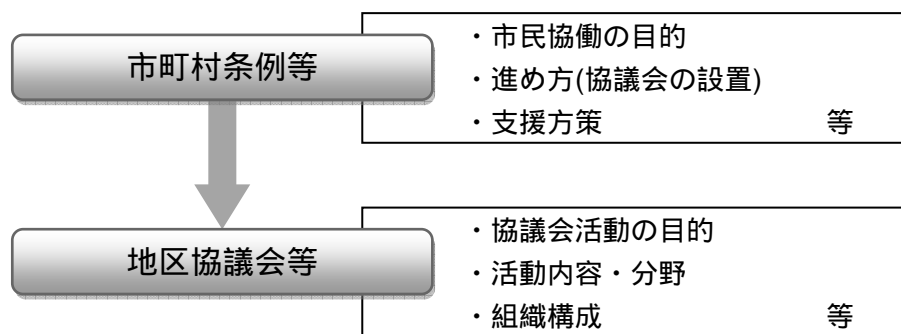 市町村条例等
・市民協働の目的
・進め方(協議会の設置)
・支援方策 等
地区協議会等
・協議会活動の目的
・活動内容・分野
・組織構成 等